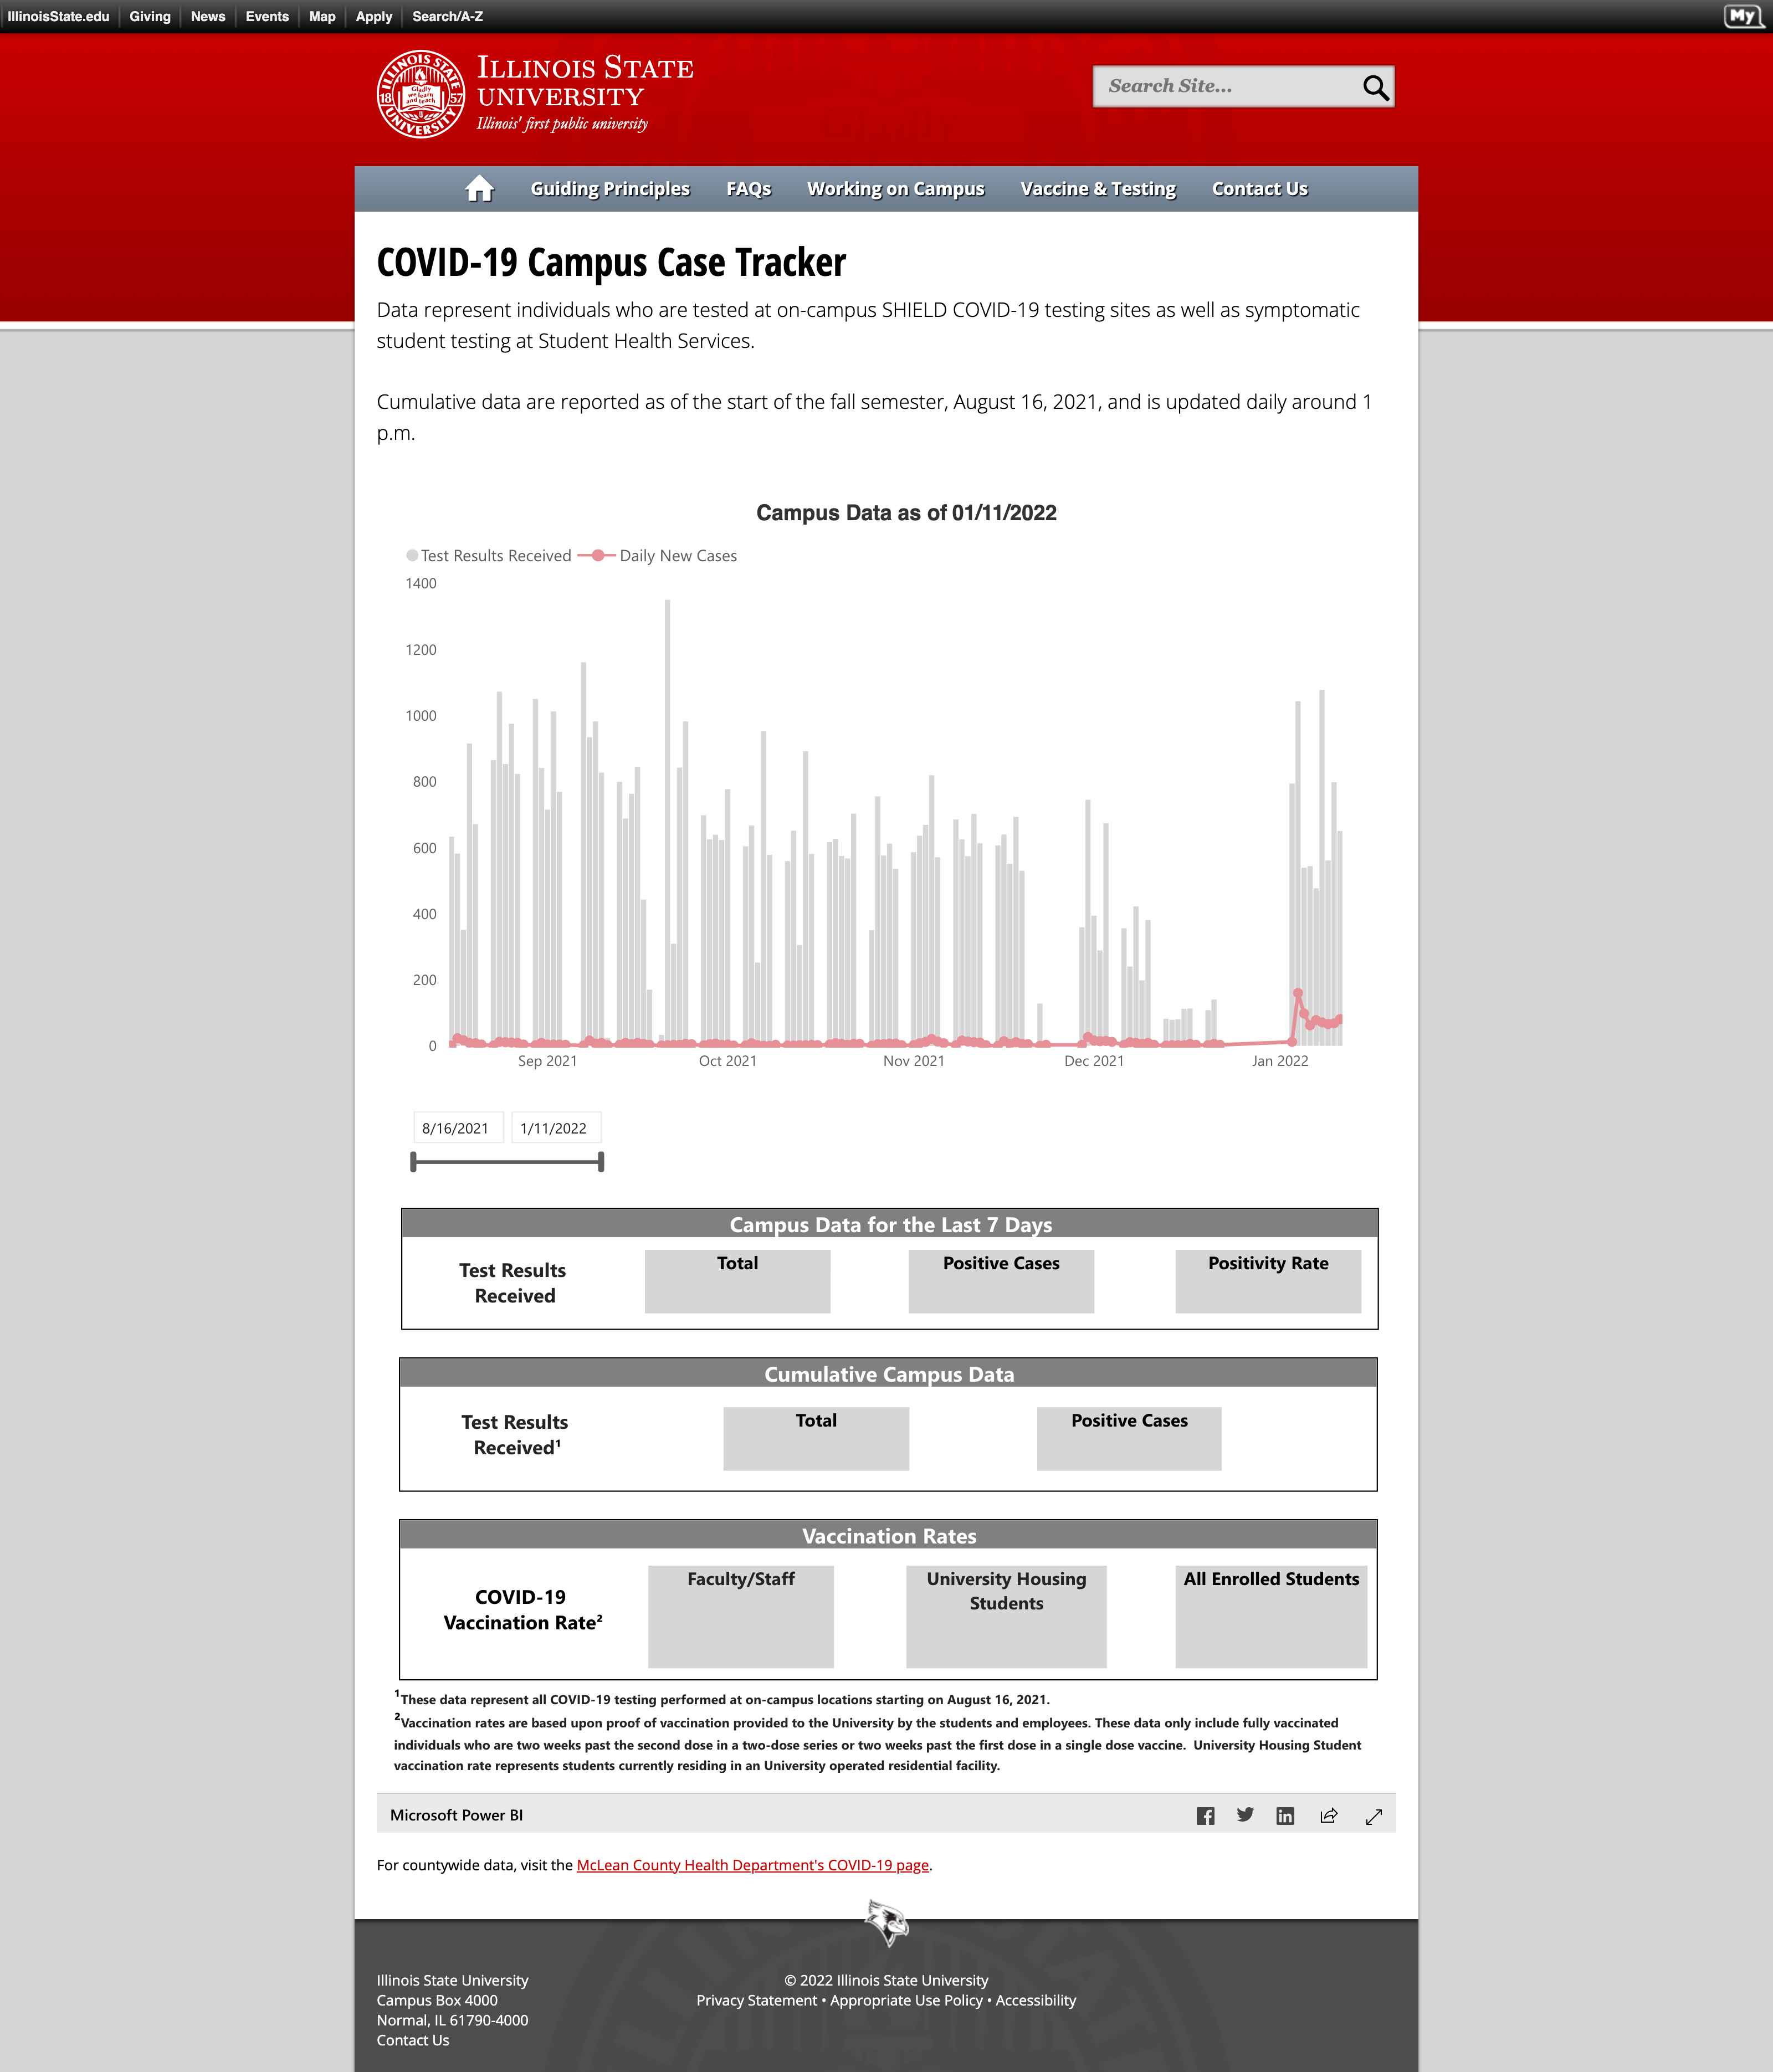 IllinoisState.edu Giving News Events Map Apply Search/A-Z My
ILLINOIS STATE
UNIVERSITY
Illinois' first public university
ILLINOIS STATE UNIVERSITY
18 57
Gladly
we learn
and teach
Search Site...
Guiding Principles FAQs Working on Campus Vaccine & Testing Contact Us
COVID-19 Campus Case Tracker
Data represent individuals who are tested at on-campus SHIELD COVID-19 testing sites as well as symptomatic
student testing at Student Health Services.
Cumulative data are reported as of the start of the fall semester, August 16, 2021, and is updated daily around 1
p.m.
Campus Data as of 01/11/2022
Test Results Received Daily New Cases
1400
1200
1000
800
600
400
200
0
Sep 2021 Oct 2021 Nov 2021 Dec 2021 Jan 2022
8/16/2021 1/11/2022
Campus Data for the Last 7 Days
Test Results
Received
Total Positive Cases Positivity Rate
Cumulative Campus Data
Test Results
Received¹
Total Positive Cases
Vaccination Rates
COVID-19
Vaccination Rate²
Faculty/Staff
University Housing
Students
All Enrolled Students
¹These data represent all COVID-19 testing performed at on-campus locations starting on August 16, 2021.
²Vaccination rates are based upon proof of vaccination provided to the University by the students and employees. These data only include fully vaccinated
individuals who are two weeks past the second dose in a two-dose series or two weeks past the first dose in a single dose vaccine. University Housing Student
vaccination rate represents students currently residing in an University operated residential facility.
Microsoft Power BI
For countywide data, visit the McLean County Health Department's COVID-19 page.
Illinois State University
Campus Box 4000
Normal, IL 61790-4000
Contact Us
© 2022 Illinois State University
Privacy Statement • Appropriate Use Policy • Accessibility